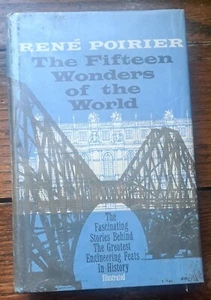 RENÉ POIRIER
The Fifteen
Wonders
of the
World
The
Fascinating
Stories Behind
The Greatest
Engineering Feats
In History
Illustrated